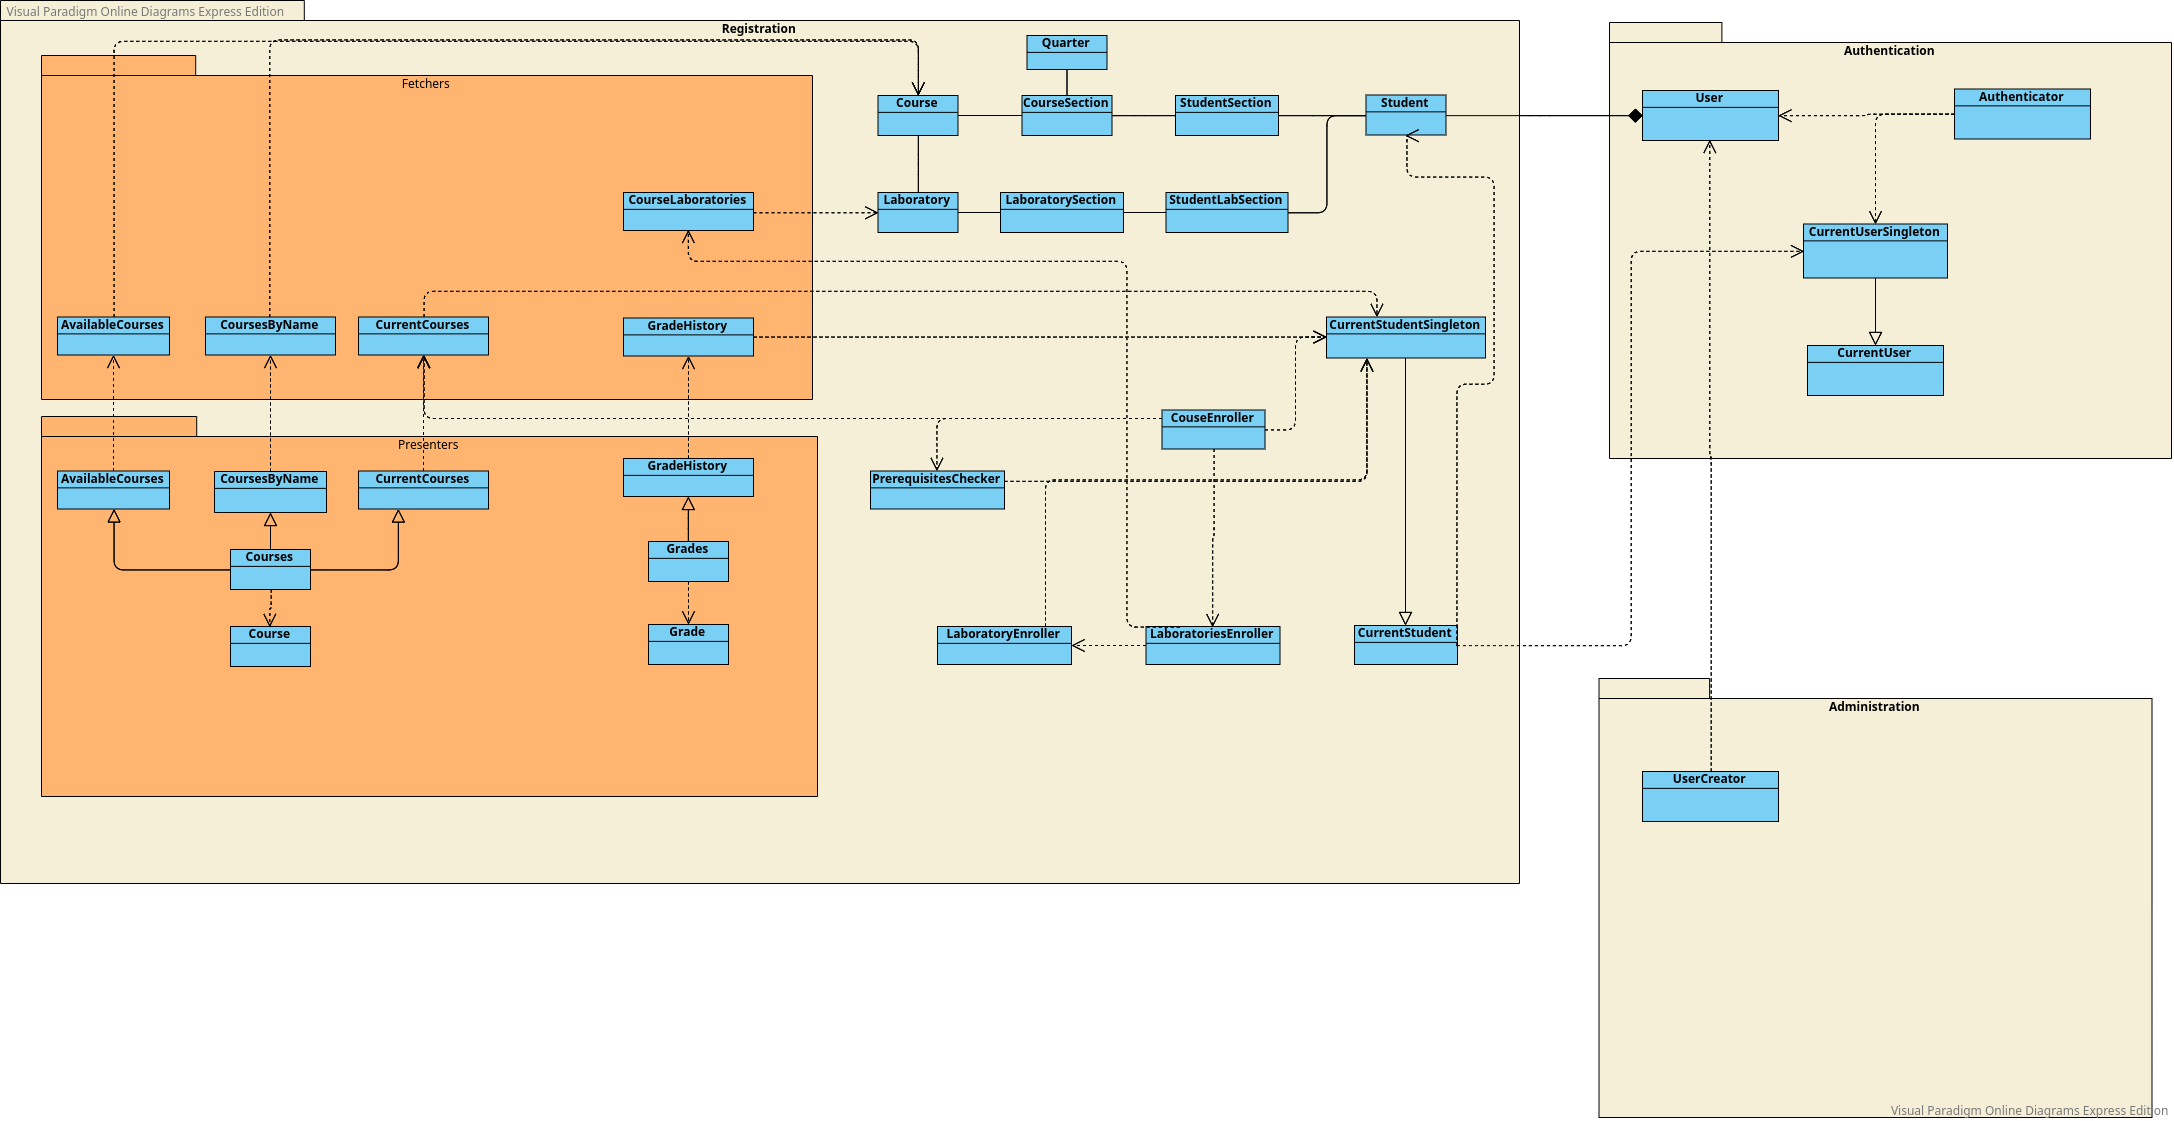 Visual Paradigm Online Diagrams Express Edition
Registration
Fetchers
Quarter
Course
CourseSection
StudentSection
Student
CourseLaboratories
Laboratory
LaboratorySection
StudentLabSection
AvailableCourses
CoursesByName
CurrentCourses
GradeHistory
CurrentStudentSingleton
CouseEnroller
Presenters
AvailableCourses
CoursesByName
CurrentCourses
GradeHistory
PrerequisitesChecker
Courses
Grades
Course
Grade
LaboratoryEnroller
LaboratoriesEnroller
CurrentStudent
Authentication
User
Authenticator
CurrentUserSingleton
CurrentUser
Administration
UserCreator
Visual Paradigm Online Diagrams Express Edition